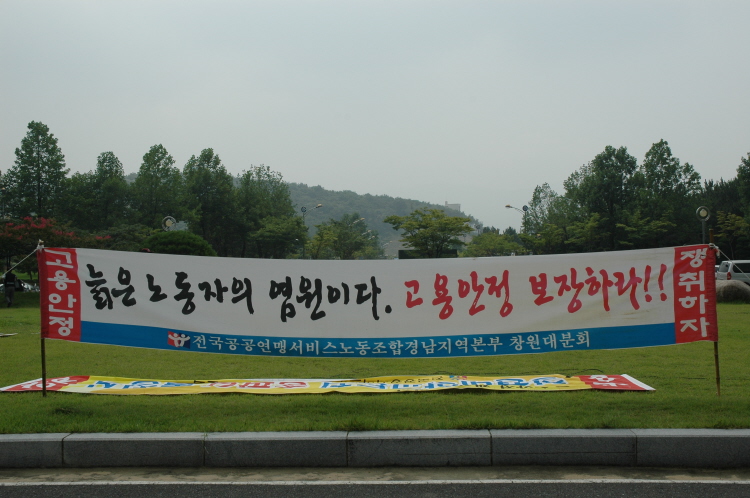 고용안정
늙은 노동자의 염원이다. 고용안정 보장하라!!
쟁취하자
전국공공연맹서비스노동조합경남지역본부 창원대분회